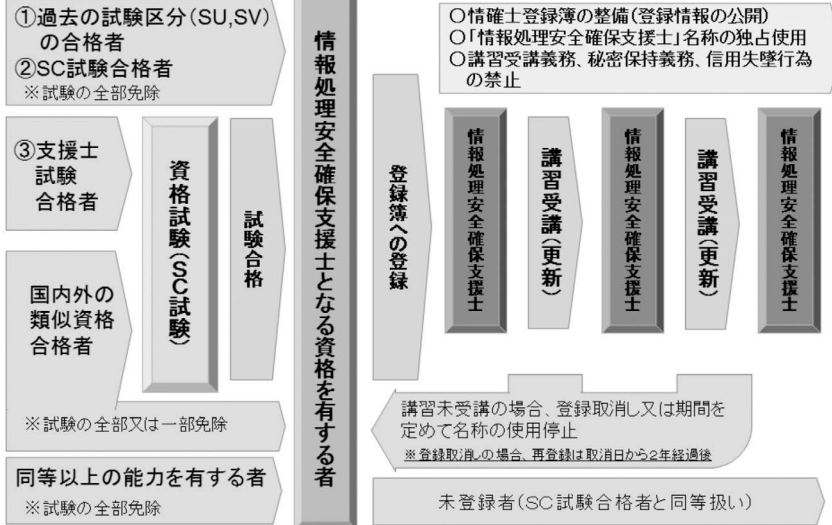 ①過去の試験区分(SU,SV)
の合格者
②SC試験合格者
※試験の全部免除
③支援士
試験
合格者
国内外の
類似資格
合格者
※試験の全部又は一部免除
同等以上の能力を有する者
※試験の全部免除
資格試験(SC試験)
試験合格
情報処理安全確保支援士となる資格を有する者
○情確士登録簿の整備(登録情報の公開)
○「情報処理安全確保支援士」名称の独占使用
○講習受講義務、秘密保持義務、信用失墜行為
の禁止
登録簿への登録
情報処理安全確保支援士
講習受講(更新)
情報処理安全確保支援士
講習受講(更新)
情報処理安全確保支援士
講習未受講の場合、登録取消し又は期間を
定めて名称の使用停止
※登録取消しの場合、再登録は取消日から2年経過後
未登録者(SC試験合格者と同等扱い)